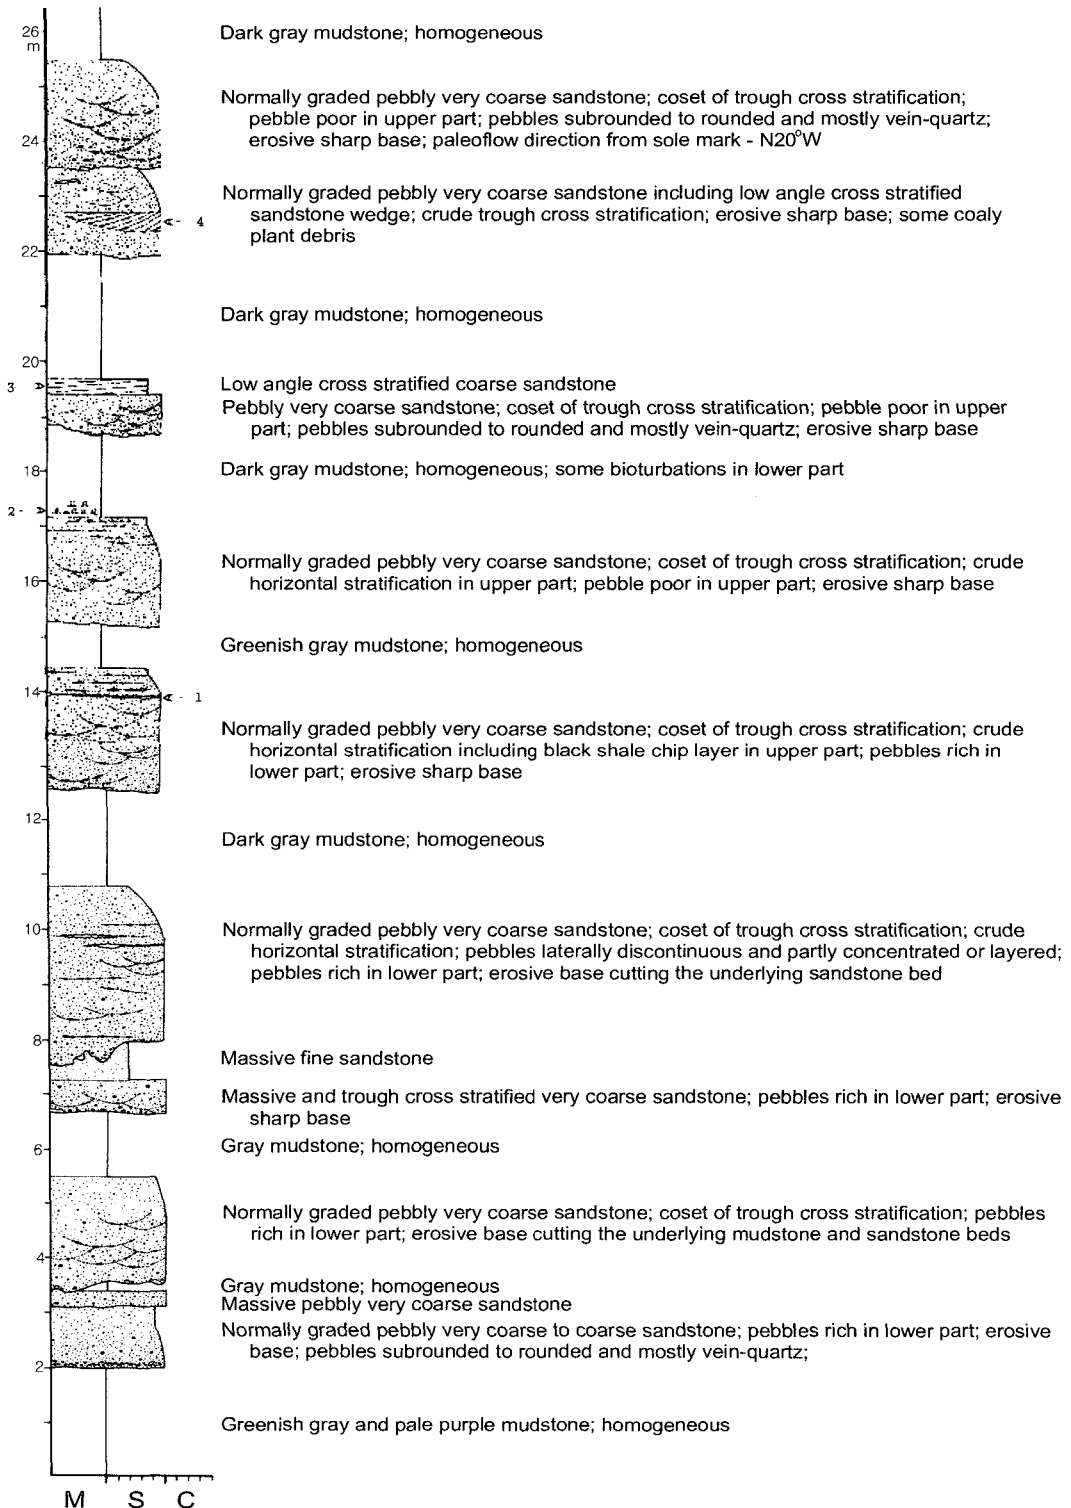 26
m
Dark gray mudstone; homogeneous
Normally graded pebbly very coarse sandstone; coset of trough cross stratification;
pebble poor in upper part; pebbles subrounded to rounded and mostly vein-quartz;
24
erosive sharp base; paleoflow direction from sole mark - N20°W
Normally graded pebbly very coarse sandstone including low angle cross stratified
4
sandstone wedge; crude trough cross stratification; erosive sharp base; some coaly
plant debris
22
Dark gray mudstone; homogeneous
20
3
Low angle cross stratified coarse sandstone
Pebbly very coarse sandstone; coset of trough cross stratification; pebble poor in upper
part; pebbles subrounded to rounded and mostly vein-quartz; erosive sharp base
18
Dark gray mudstone; homogeneous; some bioturbations in lower part
2
Normally graded pebbly very coarse sandstone; coset of trough cross stratification; crude
16
horizontal stratification in upper part; pebble poor in upper part; erosive sharp base
Greenish gray mudstone; homogeneous
14
1
Normally graded pebbly very coarse sandstone; coset of trough cross stratification; crude
horizontal stratification including black shale chip layer in upper part; pebbles rich in
lower part; erosive sharp base
12
Dark gray mudstone; homogeneous
10
Normally graded pebbly very coarse sandstone; coset of trough cross stratification; crude
horizontal stratification; pebbles laterally discontinuous and partly concentrated or layered;
pebbles rich in lower part; erosive base cutting the underlying sandstone bed
8
Massive fine sandstone
Massive and trough cross stratified very coarse sandstone; pebbles rich in lower part; erosive
sharp base
6
Gray mudstone; homogeneous
Normally graded pebbly very coarse sandstone; coset of trough cross stratification; pebbles
rich in lower part; erosive base cutting the underlying mudstone and sandstone beds
4
Gray mudstone; homogeneous
Massive pebbly very coarse sandstone
Normally graded pebbly very coarse to coarse sandstone; pebbles rich in lower part; erosive
base; pebbles subrounded to rounded and mostly vein-quartz;
2
Greenish gray and pale purple mudstone; homogeneous
M S C